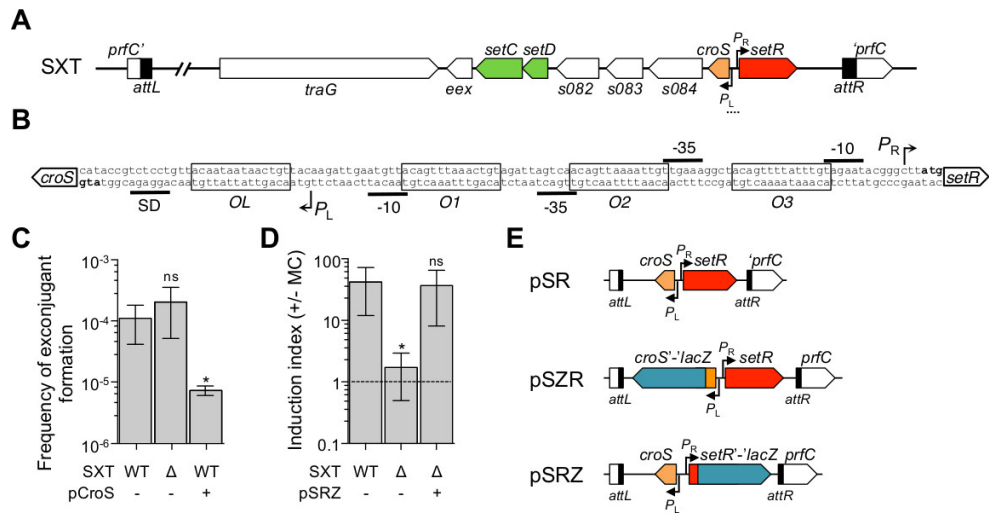 A
SXT
prfC'
attL
traG
eex
setC
setD
s082
s083
s084
croS
PR
setR
PL
'prfC
attR
B
-35
-10
PR
croS
cataccgtctcctgttacaataataactgttacaagattgaatgttacagtttaaactgtagattagtcacagttaaaattgttgaaaggctacagttttatttgtagaatacgggcttatg
gtatggcagaggacaatgttattattgacaatgttctaacttacaatgtcaaatttgacatctaatcagtgtcaattttaacaactttccgatgtcaaaataaacatcttatgcccgaatac
setR
SD
OL
PL
-10
O1
-35
O2
O3
C
Frequency of exconjugant formation
10-3
10-4
10-5
10-6
ns
*
SXT WT Δ WT
pCroS - - +
D
Induction index (+/- MC)
100
10
1
0.1
*
ns
SXT WT Δ Δ
pSRZ - - +
E
pSR
attL
croS
PR
setR
PL
'prfC
attR
pSZR
attL
croS'-'lacZ
PR
setR
PL
prfC
attR
pSRZ
attL
croS
PR
setR'-'lacZ
PL
prfC
attR